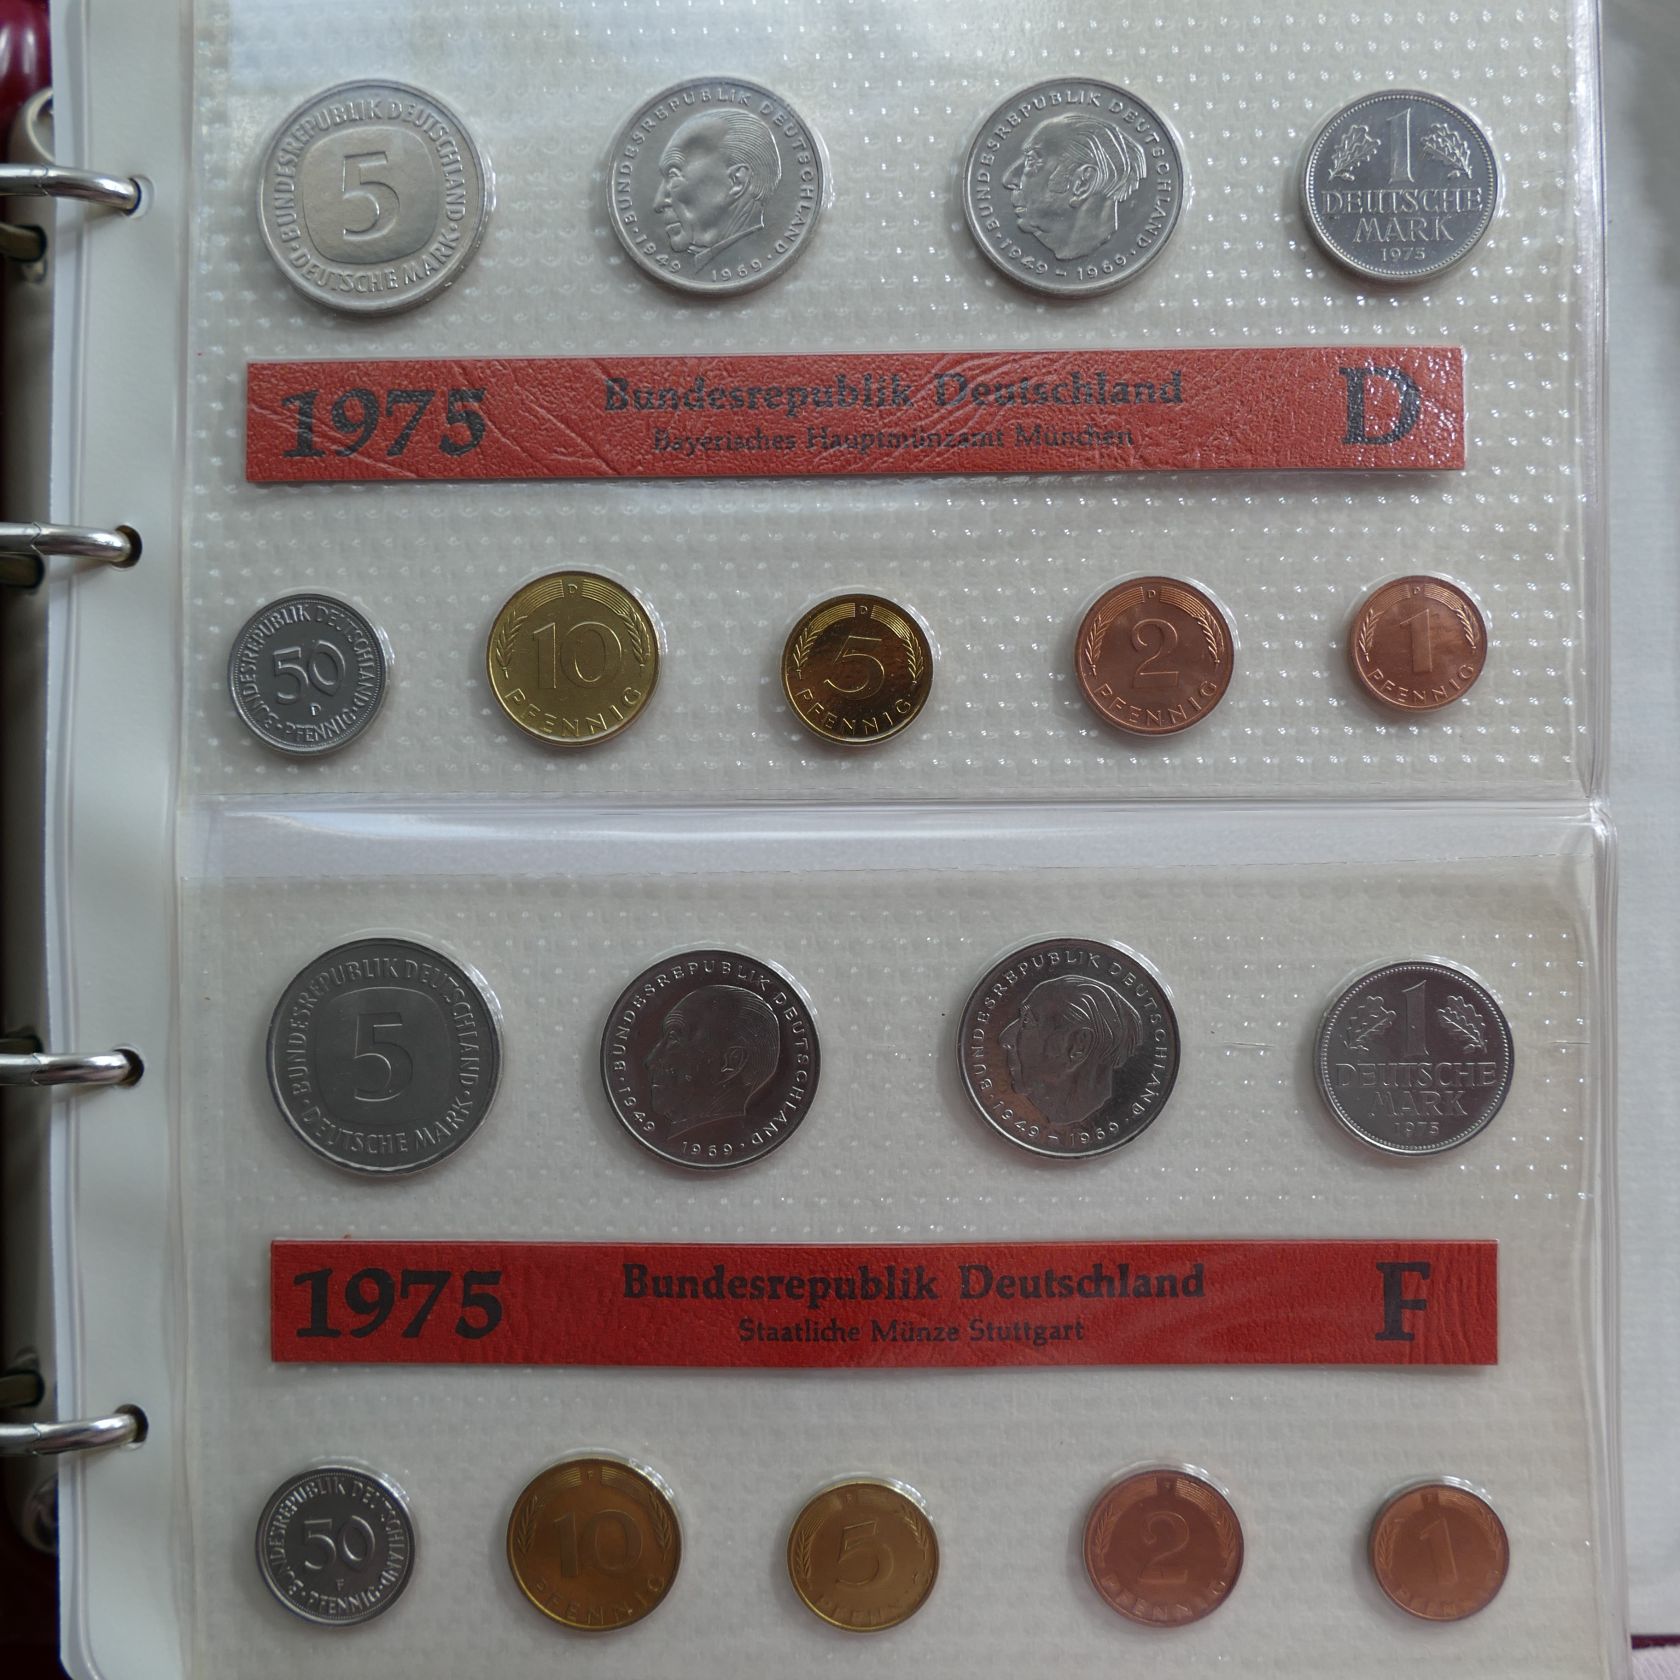 ·BUNDESREPUBLIK DEUTSCHLAND·
5
DEUTSCHE MARK
·BUNDESREPUBLIK DEUTSCHLAND
·1949 1969·
·BUNDESREPUBLIK DEUTSCHLAND
·1949 - 1969·
1
DEUTSCHE
MARK
1975
1975 Bundesrepublik Deutschland D
Bayerisches Hauptmünzamt München
BUNDESREPUBLIK DEUTSCHLAND
50
D
·PFENNIG·
D
10
PFENNIG
D
5
PFENNIG
D
2
PFENNIG
D
1
PFENNIG
·BUNDESREPUBLIK DEUTSCHLAND·
5
DEUTSCHE MARK
·BUNDESREPUBLIK DEUTSCHLAND
1949 1969·
BUNDESREPUBLIK DEUTSCHLAND
·1949 - 1969·
1
DEUTSCHE
MARK
1975
1975 Bundesrepublik Deutschland F
Staatliche Münze Stuttgart
BUNDESREPUBLIK DEUTSCHLAND
50
F
·PFENNIG·
F
10
PFENNIG
F
5
PFENNIG
F
2
PFENNIG
F
1
PFENNIG